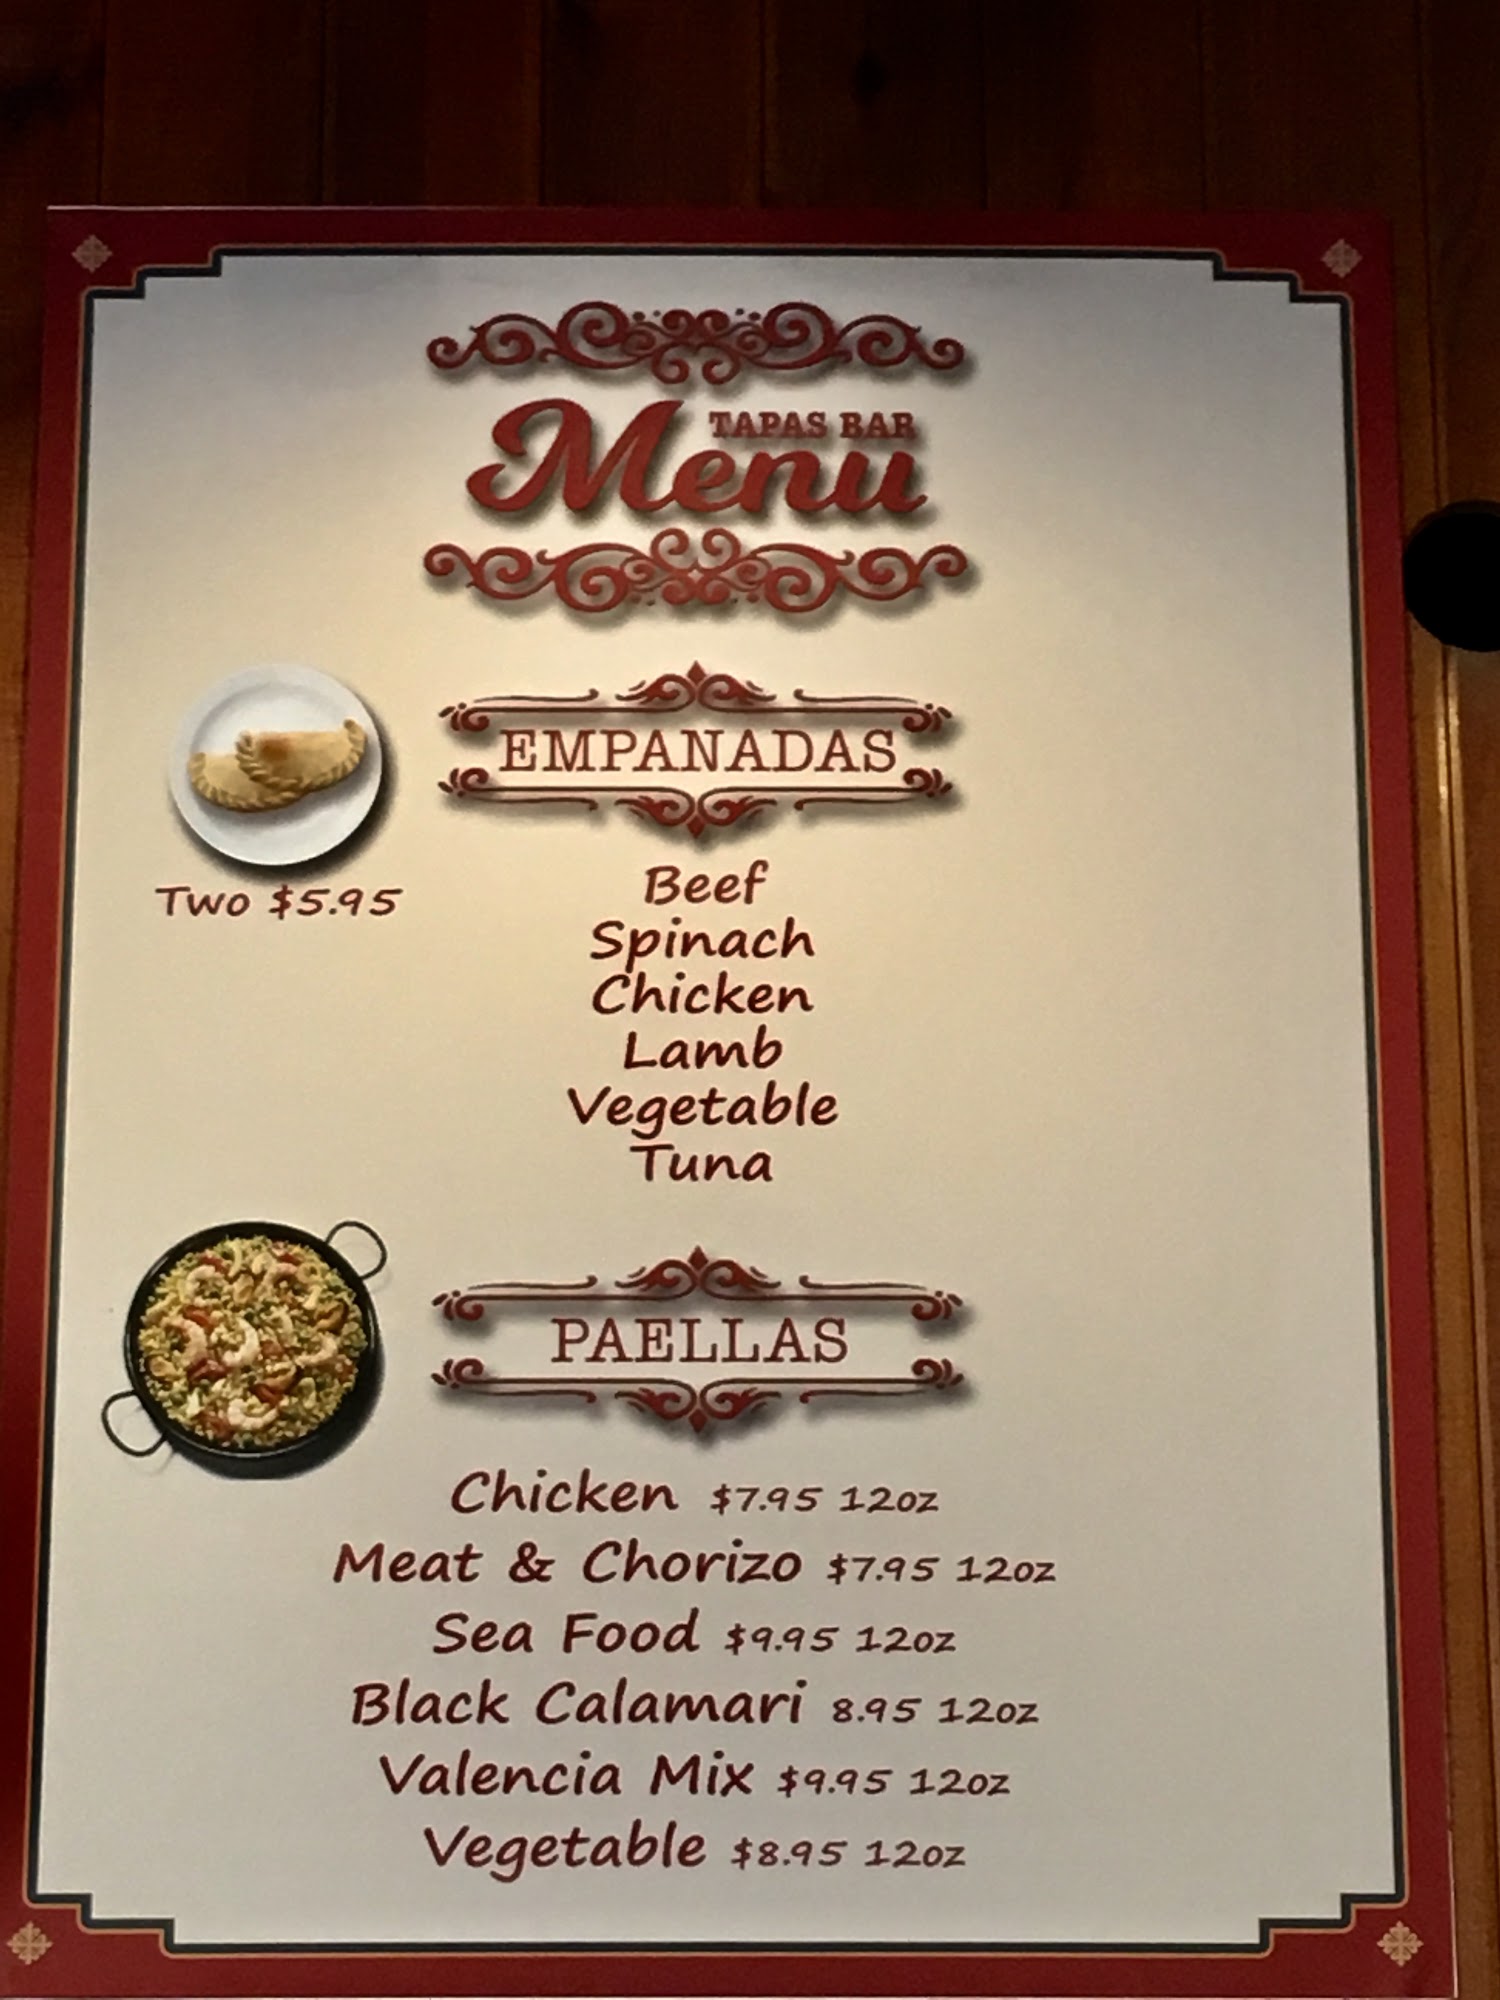 TAPAS BAR
Menu
EMPANADAS
Two $5.95
Beef
Spinach
Chicken
Lamb
Vegetable
Tuna
PAELLAS
Chicken $7.95 12oz
Meat & Chorizo $7.95 12oz
Sea Food $9.95 12oz
Black Calamari 8.95 12oz
Valencia Mix $9.95 12oz
Vegetable $8.95 12oz